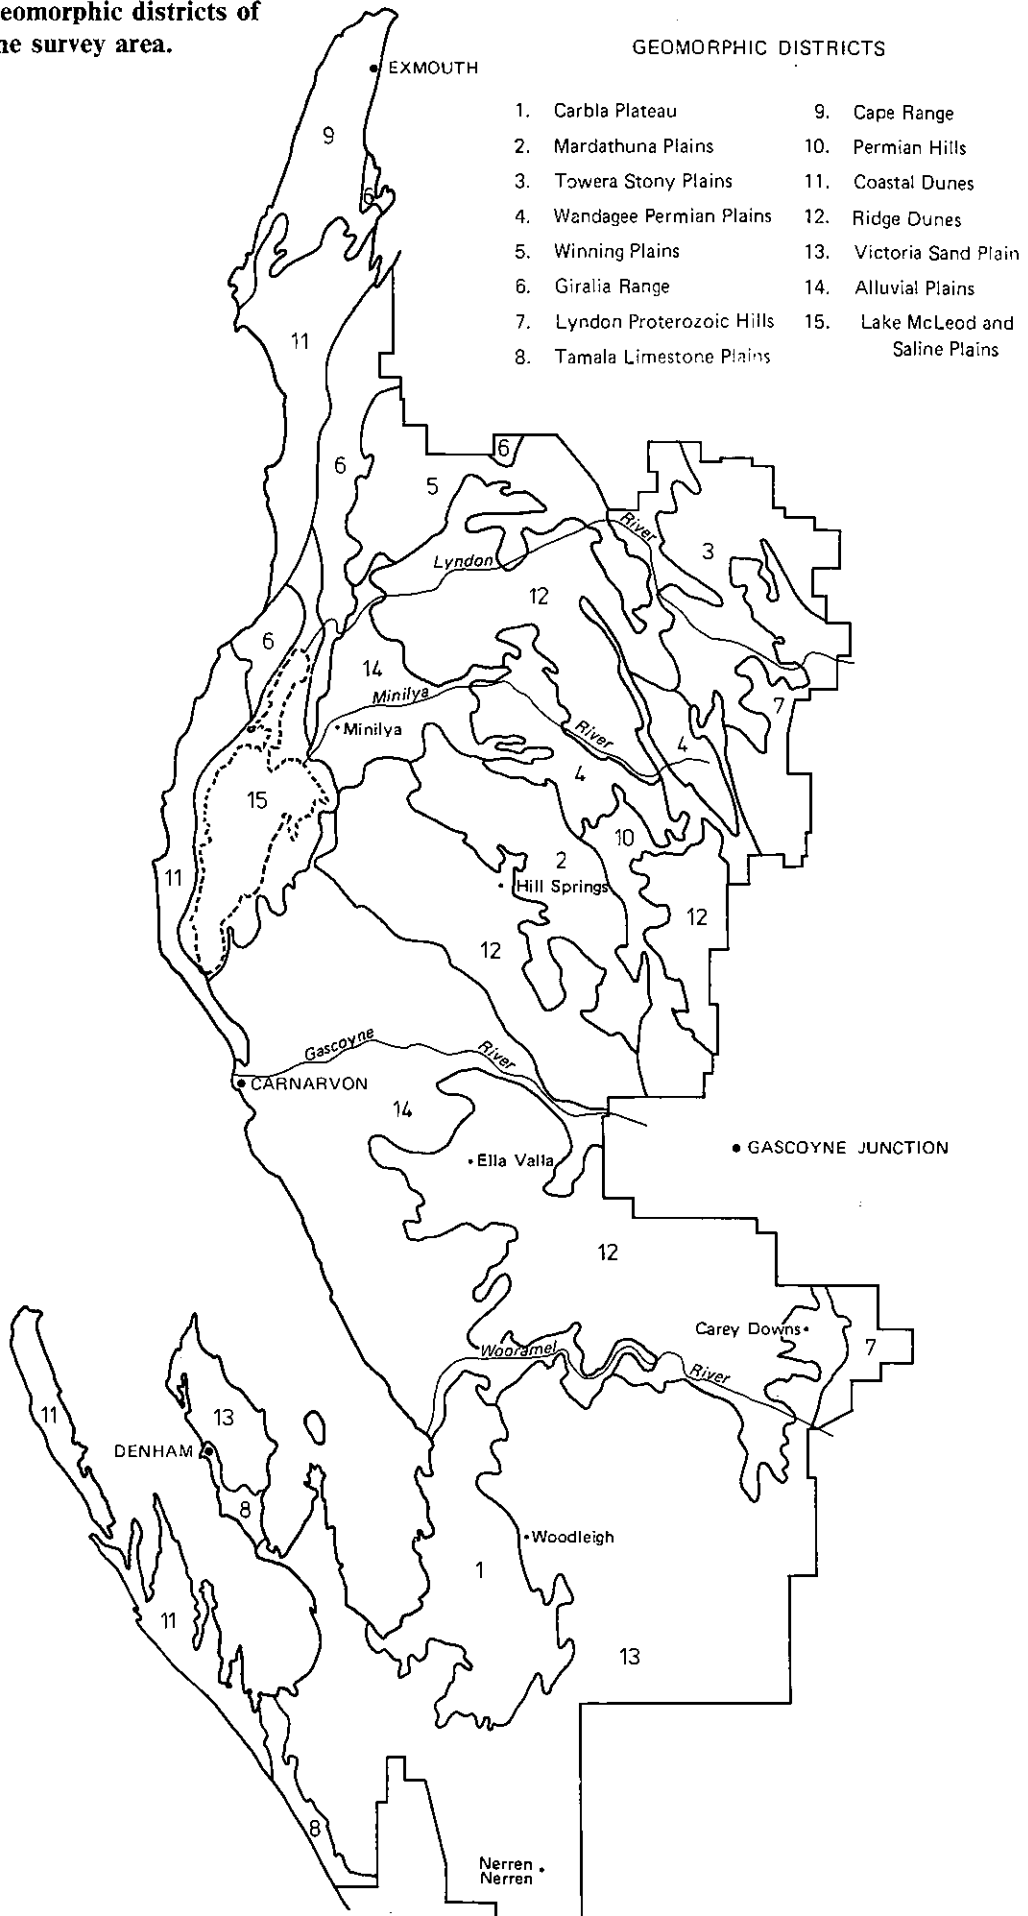 eomorphic districts of
ne survey area.
GEOMORPHIC DISTRICTS
1. Carbla Plateau
2. Mardathuna Plains
3. Towera Stony Plains
4. Wandagee Permian Plains
5. Winning Plains
6. Giralia Range
7. Lyndon Proterozoic Hills
8. Tamala Limestone Plains
9. Cape Range
10. Permian Hills
11. Coastal Dunes
12. Ridge Dunes
13. Victoria Sand Plain
14. Alluvial Plains
15. Lake McLeod and
Saline Plains
EXMOUTH
9
6
11
6
6
5
River
3
Lyndon
12
6
14
Minilya
7
Minilya
River
4
4
15
10
2
11
Hill Springs
12
12
Gascoyne
River
CARNARVON
14
GASCOYNE JUNCTION
Ella Valla
12
Carey Downs
7
Wooramel
River
11
13
DENHAM
8
Woodleigh
1
11
13
8
Nerren
Nerren